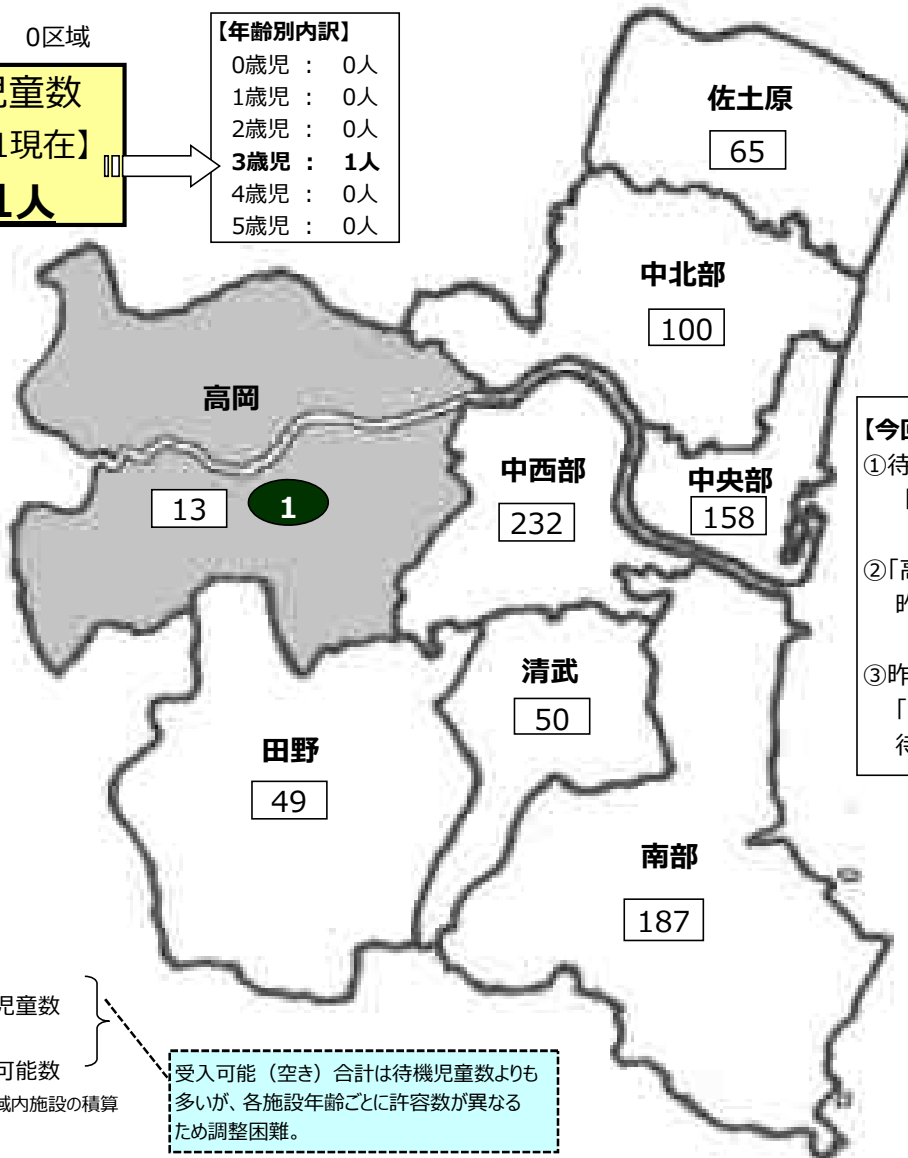 0区域
児童数
1現在】
1人
【年齢別内訳】
0歳児 : 0人
1歳児 : 0人
2歳児 : 0人
3歳児 : 1人
4歳児 : 0人
5歳児 : 0人
佐土原
65
中北部
100
高岡
13 1
中西部
232
中央部
158
【今回
①待
②「高
昨
③昨
「
待
清武
50
田野
49
南部
187
児童数
可能数
域内施設の積算
受入可能（空き）合計は待機児童数よりも
多いが、各施設年齢ごとに許容数が異なる
ため調整困難。